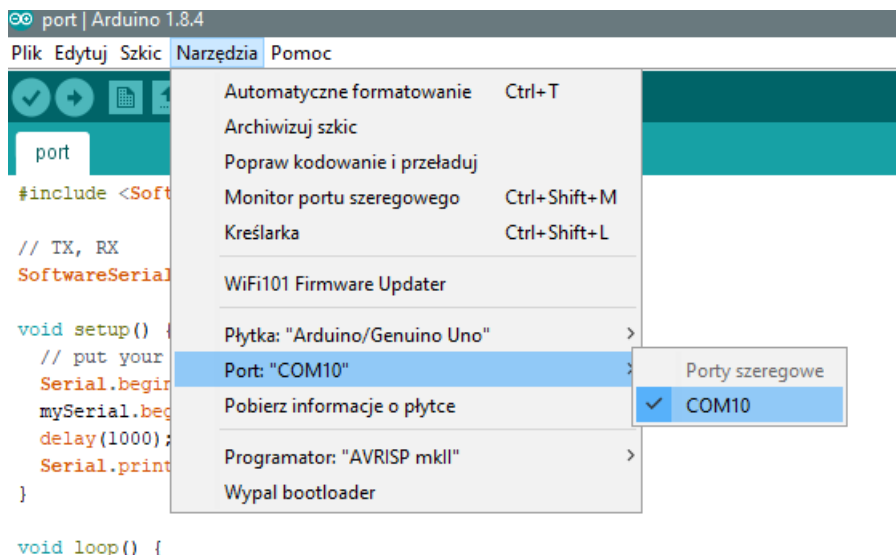 port | Arduino 1.8.4
Plik Edytuj Szkic Narzędzia Pomoc
Automatyczne formatowanie Ctrl+T
Archiwizuj szkic
port
Popraw kodowanie i przeładuj
#include <Soft
Monitor portu szeregowego Ctrl+Shift+M
Kreślarka Ctrl+Shift+L
// TX, RX
SoftwareSerial
WiFi101 Firmware Updater
void setup() {
Płytka: "Arduino/Genuino Uno" >
// put your
Port: "COM10" >
Porty szeregowe
Serial.begin
mySerial.beg
Pobierz informacje o płytce
COM10
delay(1000);
Serial.print
Programator: "AVRISP mkII" >
}
Wypal bootloader
void loop() {